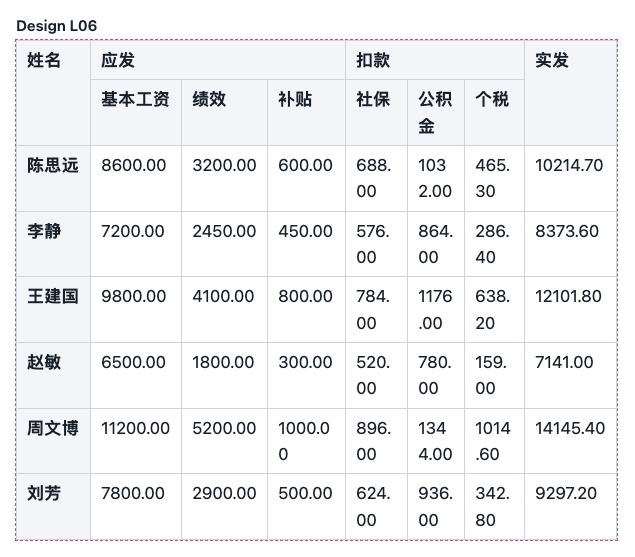 Design L06
姓名 应发 扣款 实发
基本工资 绩效 补贴 社保 公积金 个税
陈思远 8600.00 3200.00 600.00 688.00 1032.00 465.30 10214.70
李静 7200.00 2450.00 450.00 576.00 864.00 286.40 8373.60
王建国 9800.00 4100.00 800.00 784.00 1176.00 638.20 12101.80
赵敏 6500.00 1800.00 300.00 520.00 780.00 159.00 7141.00
周文博 11200.00 5200.00 1000.00 896.00 1344.00 1014.60 14145.40
刘芳 7800.00 2900.00 500.00 624.00 936.00 342.80 9297.20